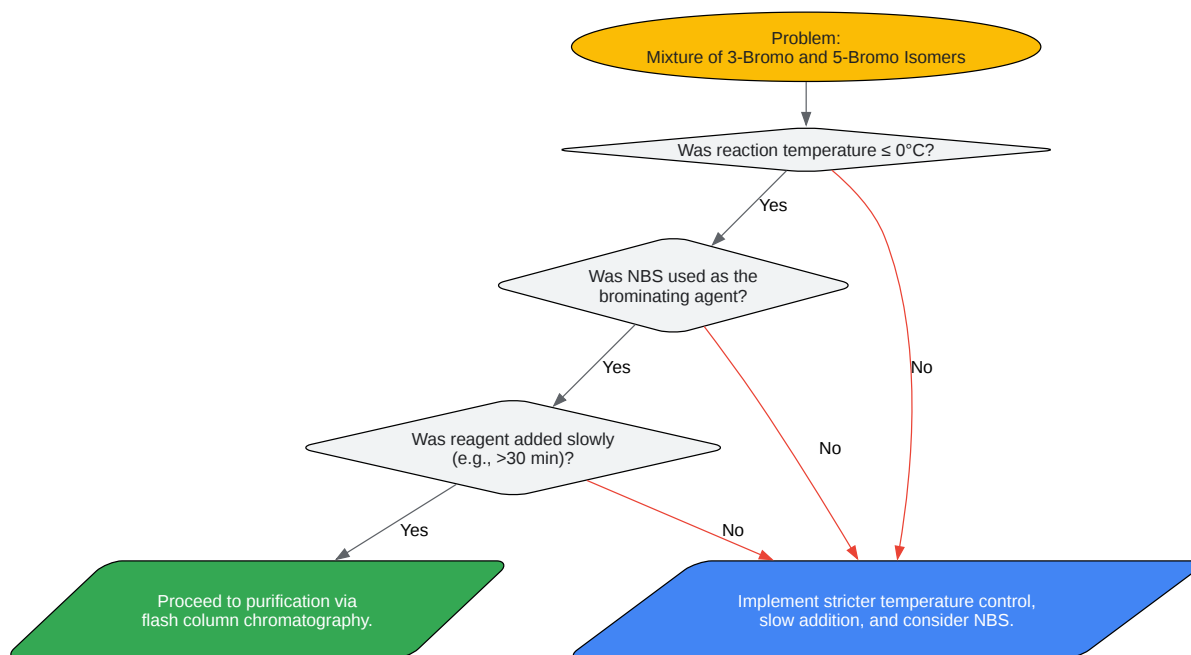 Problem:
Mixture of 3-Bromo and 5-Bromo Isomers
Was reaction temperature ≤ 0°C?
Yes
Was NBS used as the
brominating agent?
Yes
No
Was reagent added slowly
(e.g., >30 min)?
No
Yes
No
Proceed to purification via
flash column chromatography.
Implement stricter temperature control,
slow addition, and consider NBS.